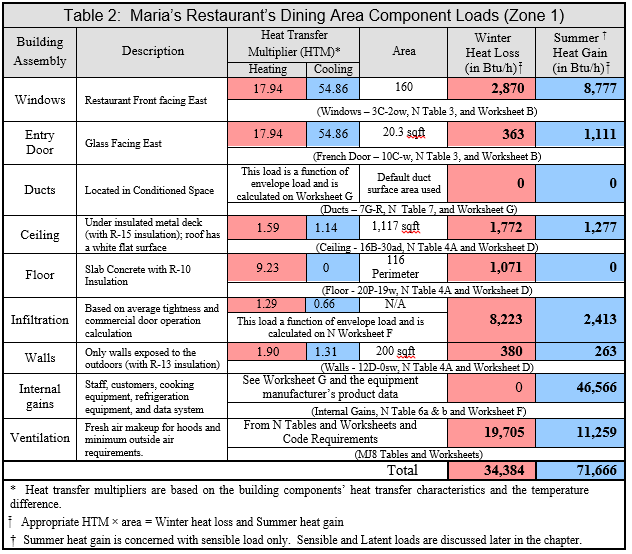 Table 2: Maria's Restaurant's Dining Area Component Loads (Zone 1)
Building Assembly
Description
Heat Transfer Multiplier (HTM)*
Heating
Cooling
Area
Winter Heat Loss (in Btu/h)‡
Summer † Heat Gain (in Btu/h)‡
Windows
Restaurant Front facing East
17.94
54.86
160
2,870
8,777
(Windows – 3C-2ow, N Table 3, and Worksheet B)
Entry Door
Glass Facing East
17.94
54.86
20.3 sqft
363
1,111
(French Door – 10C-w, N Table 3, and Worksheet B)
Ducts
Located in Conditioned Space
This load is a function of envelope load and is calculated on Worksheet G
Default duct surface area used
0
0
(Ducts – 7G-R, N Table 7, and Worksheet G)
Ceiling
Under insulated metal deck (with R-15 insulation); roof has a white flat surface
1.59
1.14
1,117 sqft
1,772
1,277
(Ceiling - 16B-30ad, N Table 4A and Worksheet D)
Floor
Slab Concrete with R-10 Insulation
9.23
0
116 Perimeter
1,071
0
(Floor - 20P-19w, N Table 4A and Worksheet D)
Infiltration
Based on average tightness and commercial door operation calculation
1.29
0.66
N/A
8,223
2,413
This load a function of envelope load and is calculated on N Worksheet F
Walls
Only walls exposed to the outdoors (with R-13 insulation)
1.90
1.31
200 sqft
380
263
(Walls - 12D-0sw, N Table 4A and Worksheet D)
Internal gains
Staff, customers, cooking equipment, refrigeration equipment, and data system
See Worksheet G and the equipment manufacturer's product data
0
46,566
(Internal Gains, N Table 6a & b and Worksheet F)
Ventilation
Fresh air makeup for hoods and minimum outside air requirements.
From N Tables and Worksheets and Code Requirements
19,705
11,259
(MJ8 Tables and Worksheets)
Total
34,384
71,666
* Heat transfer multipliers are based on the building components' heat transfer characteristics and the temperature difference.
‡ Appropriate HTM × area = Winter heat loss and Summer heat gain
† Summer heat gain is concerned with sensible load only. Sensible and Latent loads are discussed later in the chapter.